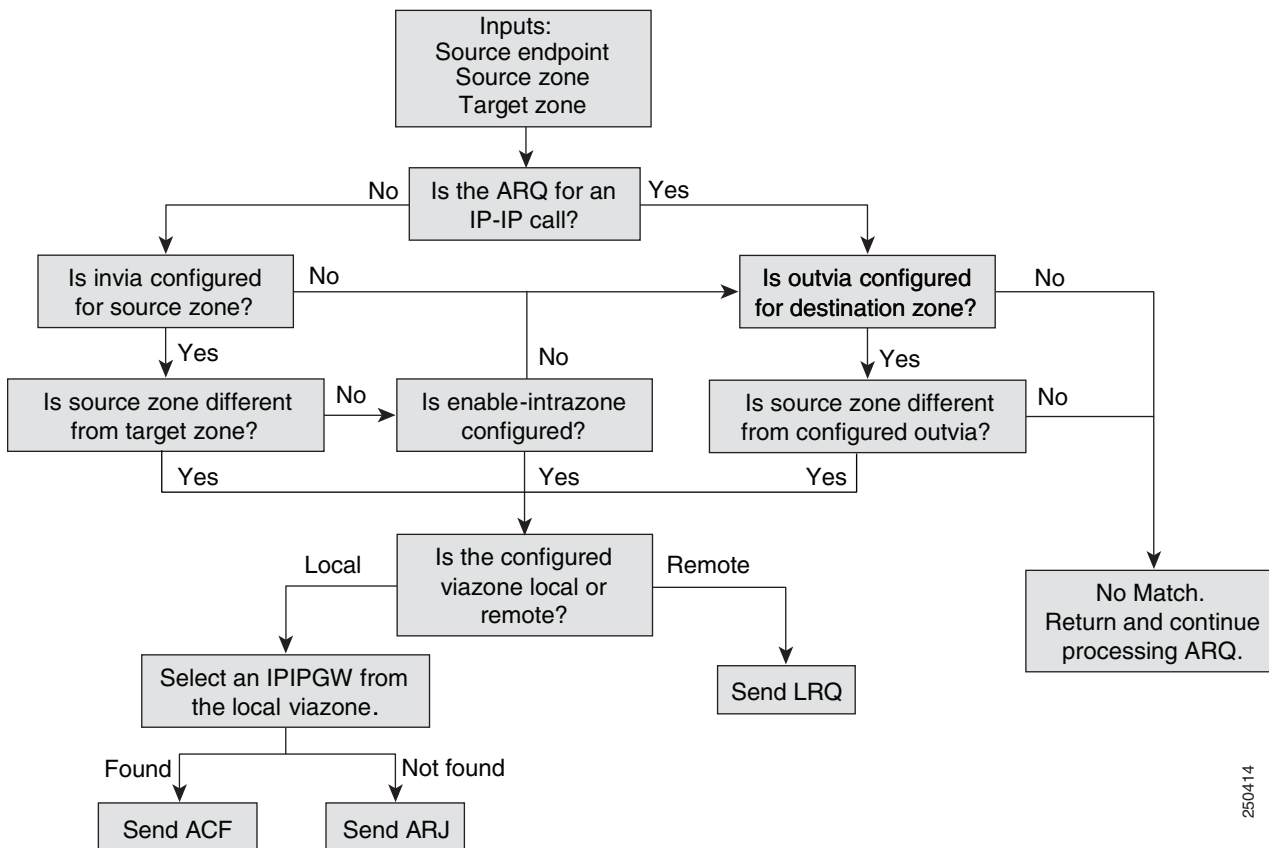 Inputs:
Source endpoint
Source zone
Target zone
No
Is the ARQ for an
IP-IP call?
Yes
Is invia configured
for source zone?
No
Is outvia configured
for destination zone?
No
Yes
No
Yes
Is source zone different
from target zone?
No
Is enable-intrazone
configured?
Is source zone different
from configured outvia?
No
Yes
Yes
Yes
Local
Is the configured
viazone local or
remote?
Remote
No Match.
Return and continue
processing ARQ.
Select an IPIPGW from
the local viazone.
Send LRQ
Found
Not found
Send ACF
Send ARJ
250414